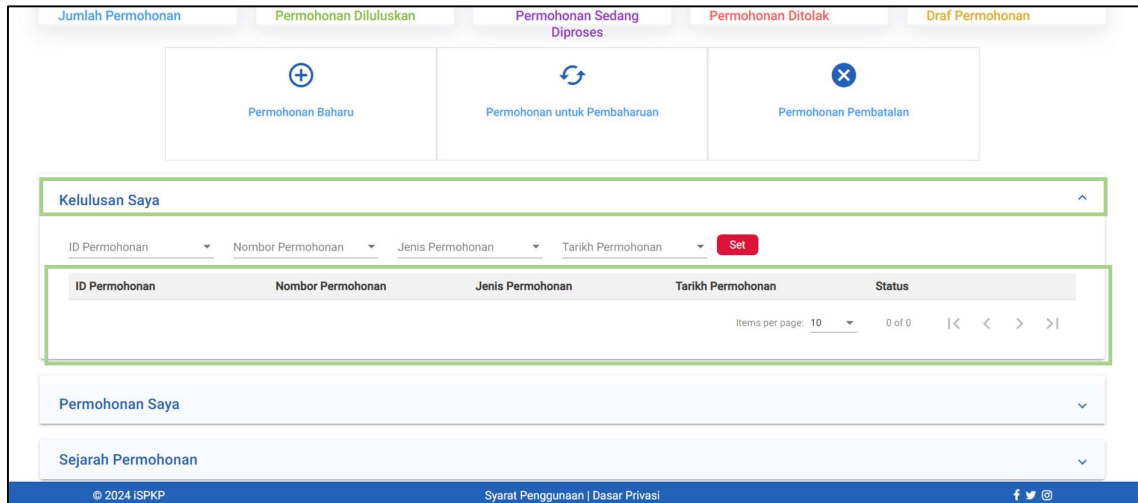 Jumlah Permohonan
Permohonan Diluluskan
Permohonan Sedang
Diproses
Permohonan Ditolak
Draf Permohonan
Permohonan Baharu
Permohonan untuk Pembaharuan
Permohonan Pembatalan
Kelulusan Saya
ID Permohonan Nombor Permohonan Jenis Permohonan Tarikh Permohonan Set
ID Permohonan Nombor Permohonan Jenis Permohonan Tarikh Permohonan Status
Items per page: 10 0 of 0
Permohonan Saya
Sejarah Permohonan
© 2024 iSPKP Syarat Penggunaan | Dasar Privasi